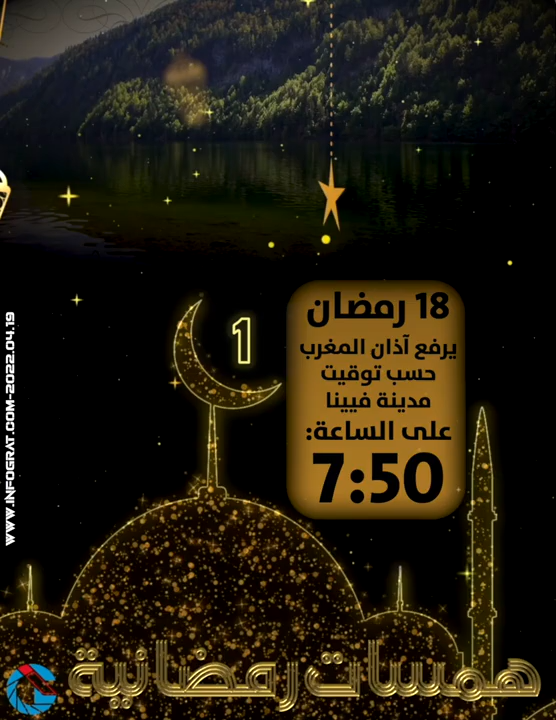 18 رمضان
يرفع آذان المغرب
حسب توقيت
مدينة فيينا
على الساعة:
7:50
1
همسات رمضانية
WWW.INFOGRAT.COM-2022.04.19